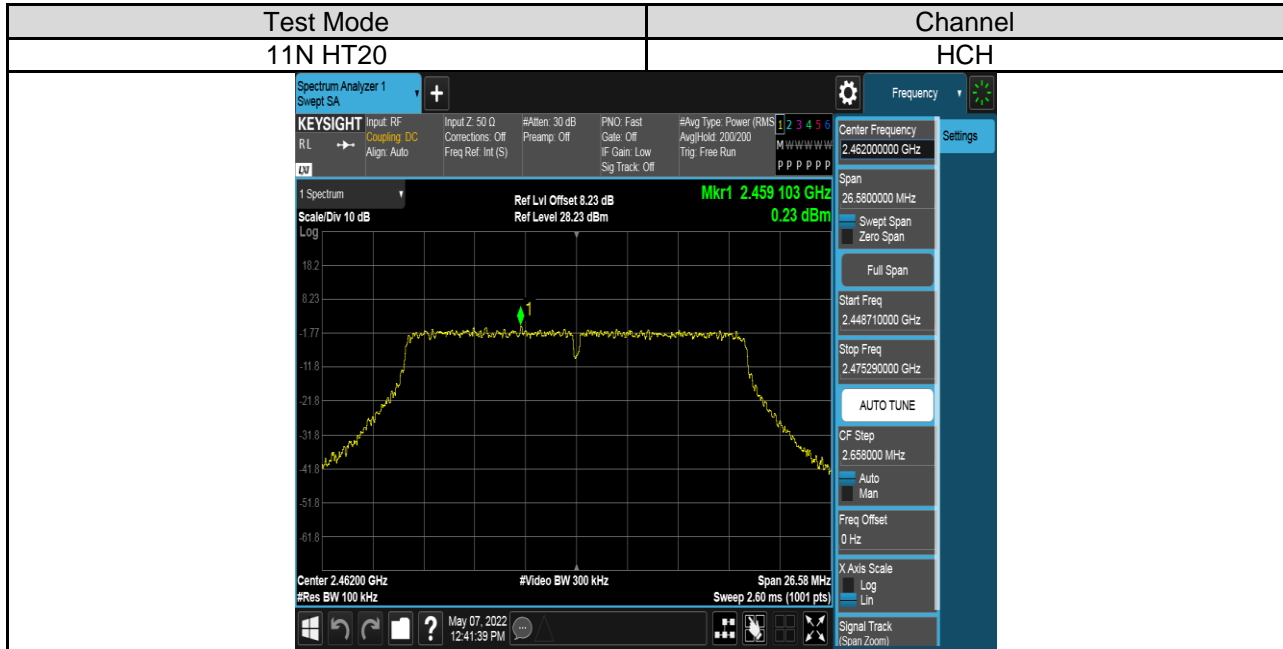 Test Mode Channel
11N HT20 HCH
Spectrum Analyzer 1
Swept SA
Frequency
KEYSIGHT Input: RF Input Z: 50 Ω #Atten: 30 dB PNO: Fast #Avg Type: Power (RMS 1 2 3 4 5 6
RL Coupling: DC Corrections: Off Preamp: Off Gate: Off Avg|Hold: 200/200 M W W W W W
Align: Auto Freq Ref: Int (S) IF Gain: Low Trig: Free Run
Sig Track: Off P P P P P P
LXI
Center Frequency
2.462000000 GHz
Settings
Span
26.5800000 MHz
Swept Span
Zero Span
Full Span
Start Freq
2.448710000 GHz
Stop Freq
2.475290000 GHz
AUTO TUNE
CF Step
2.658000 MHz
Auto
Man
Freq Offset
0 Hz
X Axis Scale
Log
Lin
Signal Track
(Span Zoom)
1 Spectrum
Ref Lvl Offset 8.23 dB
Mkr1 2.459 103 GHz
Scale/Div 10 dB Ref Level 28.23 dBm 0.23 dBm
Log
18.2
8.23
1
-1.77
-11.8
-21.8
-31.8
-41.8
-51.8
-61.8
Center 2.46200 GHz #Video BW 300 kHz Span 26.58 MHz
#Res BW 100 kHz Sweep 2.60 ms (1001 pts)
? May 07, 2022
12:41:39 PM